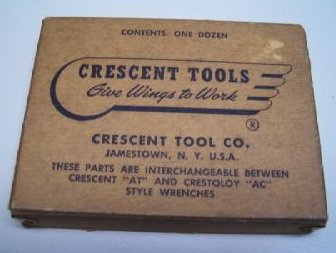 CONTENTS ONE DOZEN
CRESCENT TOOLS
Give Wings to Work
®
CRESCENT TOOL CO.
JAMESTOWN, N. Y. U.S.A.
THESE PARTS ARE INTERCHANGEABLE BETWEEN
CRESCENT "AT" AND CRESTOLOY "AC"
STYLE WRENCHES